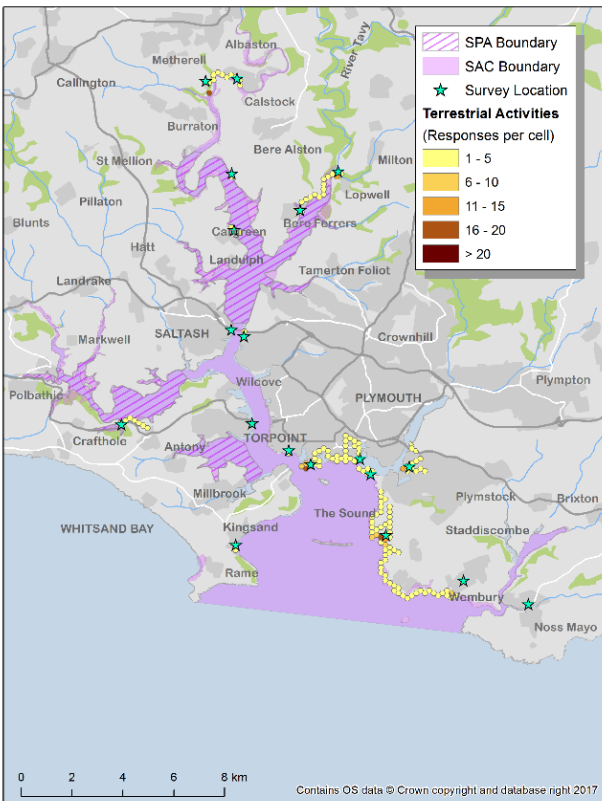 Albaston
Metherell
River Tavy
Callington
Calstock
Burraton
Bere Alston
St Mellion
Milton
Pillaton
Lopwell
Blunts
Bere Ferrers
Cargreen
Hatt
Landulph
Tamerton Foliot
Landrake
SALTASH
Crownhill
Markwell
Plympton
Wilcove
Polbathic
PLYMOUTH
Crafthole
TORPOINT
Antony
Millbrook
Plymstock
Brixton
The Sound
WHITSAND BAY
Kingsand
Staddiscombe
Rame
Wembury
Noss Mayo
SPA Boundary
SAC Boundary
Survey Location
Terrestrial Activities
(Responses per cell)
1 - 5
6 - 10
11 - 15
16 - 20
> 20
0 2 4 6 8 km
Contains OS data © Crown copyright and database right 2017